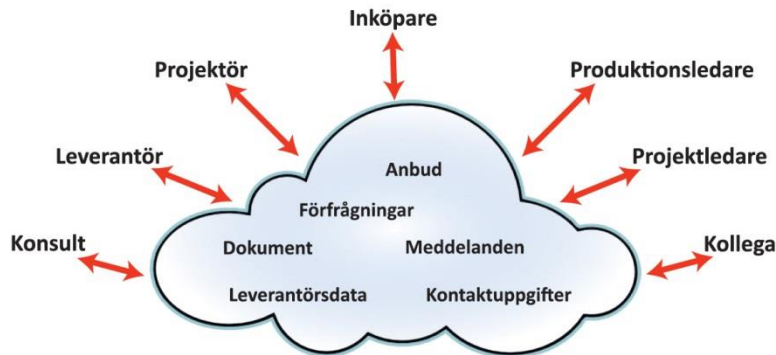 Inköpare
Projektör
Produktionsledare
Leverantör
Projektledare
Anbud
Förfrågningar
Konsult
Dokument
Meddelanden
Kollega
Leverantörsdata
Kontaktuppgifter